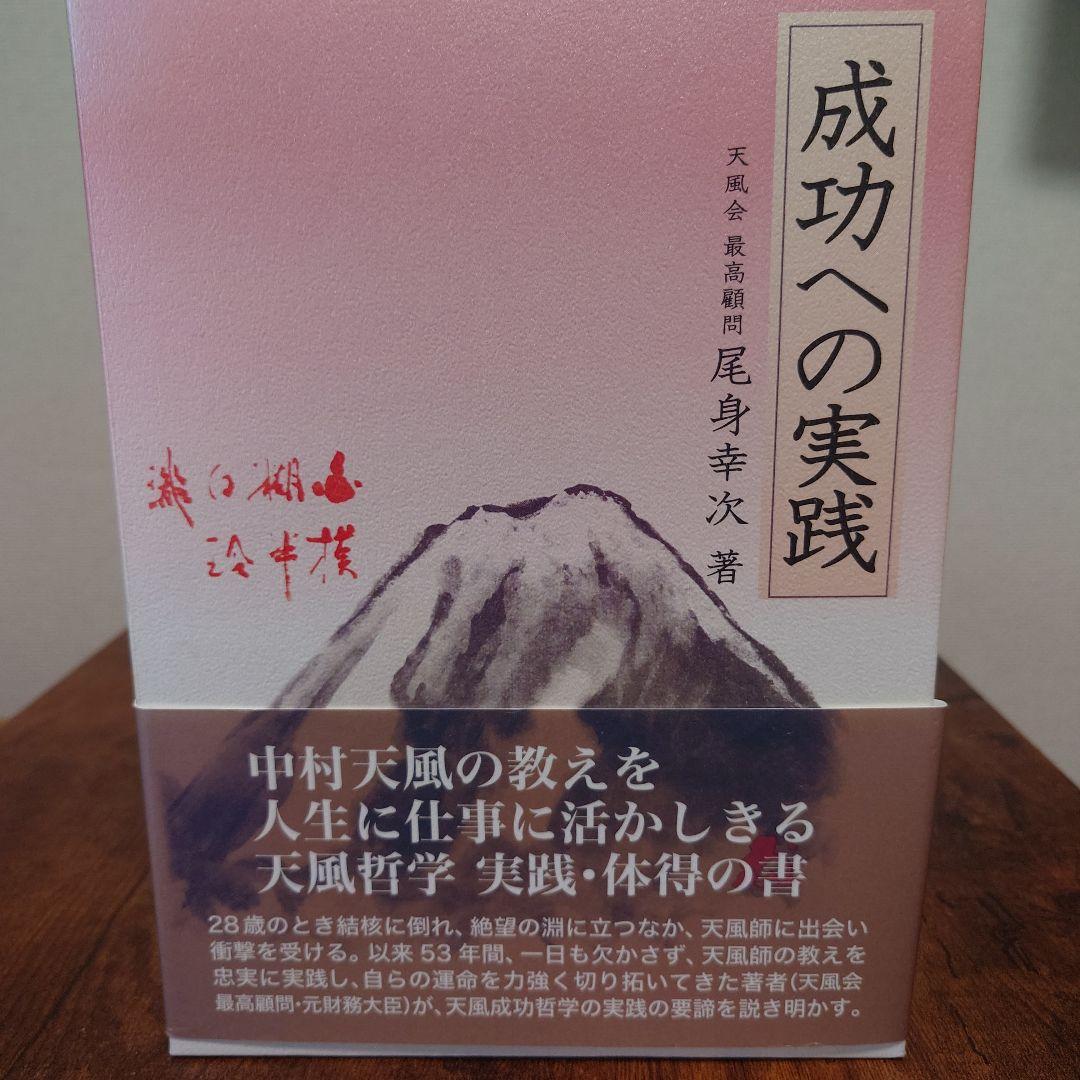 成功への実践
天風会 最高顧問 尾身幸次 著
中村天風の教えを
人生に仕事に活かしきる
天風哲学 実践・体得の書
28歳のとき結核に倒れ、絶望の淵に立つなか、天風師に出会い
衝撃を受ける。以来53年間、一日も欠かさず、天風師の教えを
忠実に実践し、自らの運命を力強く切り拓いてきた著者(天風会
最高顧問・元財務大臣)が、天風成功哲学の実践の要諦を説き明かす。